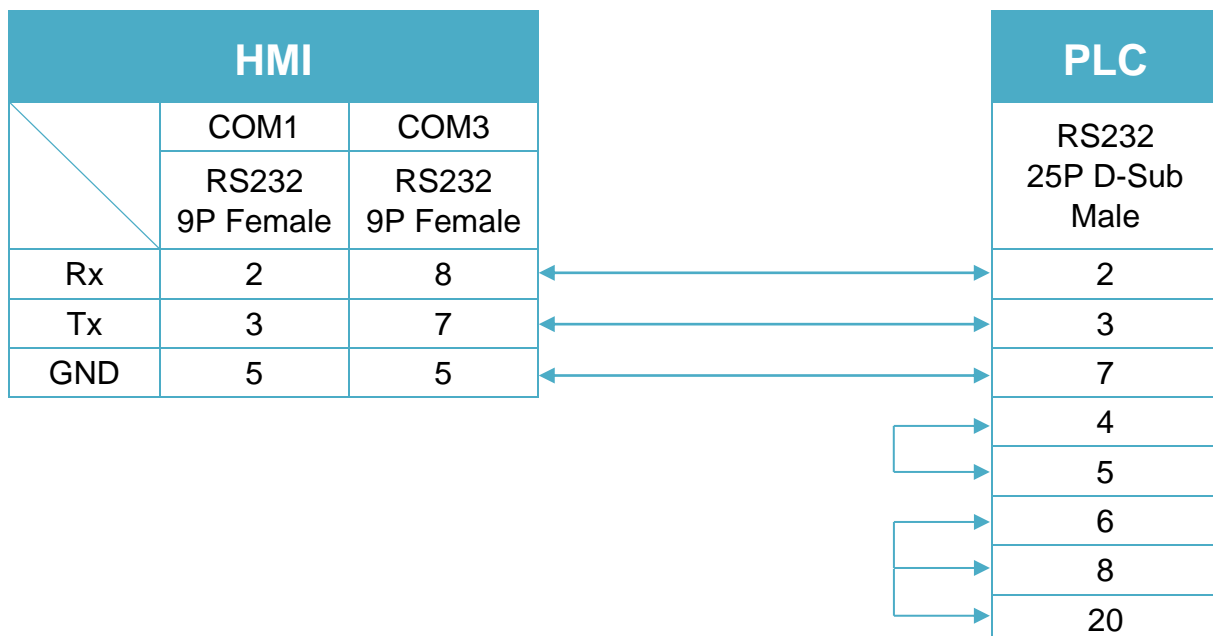 HMI
PLC
COM1 COM3
RS232
9P Female
RS232
9P Female
RS232
25P D-Sub
Male
Rx 2 8 2
Tx 3 7 3
GND 5 5 7
4
5
6
8
20